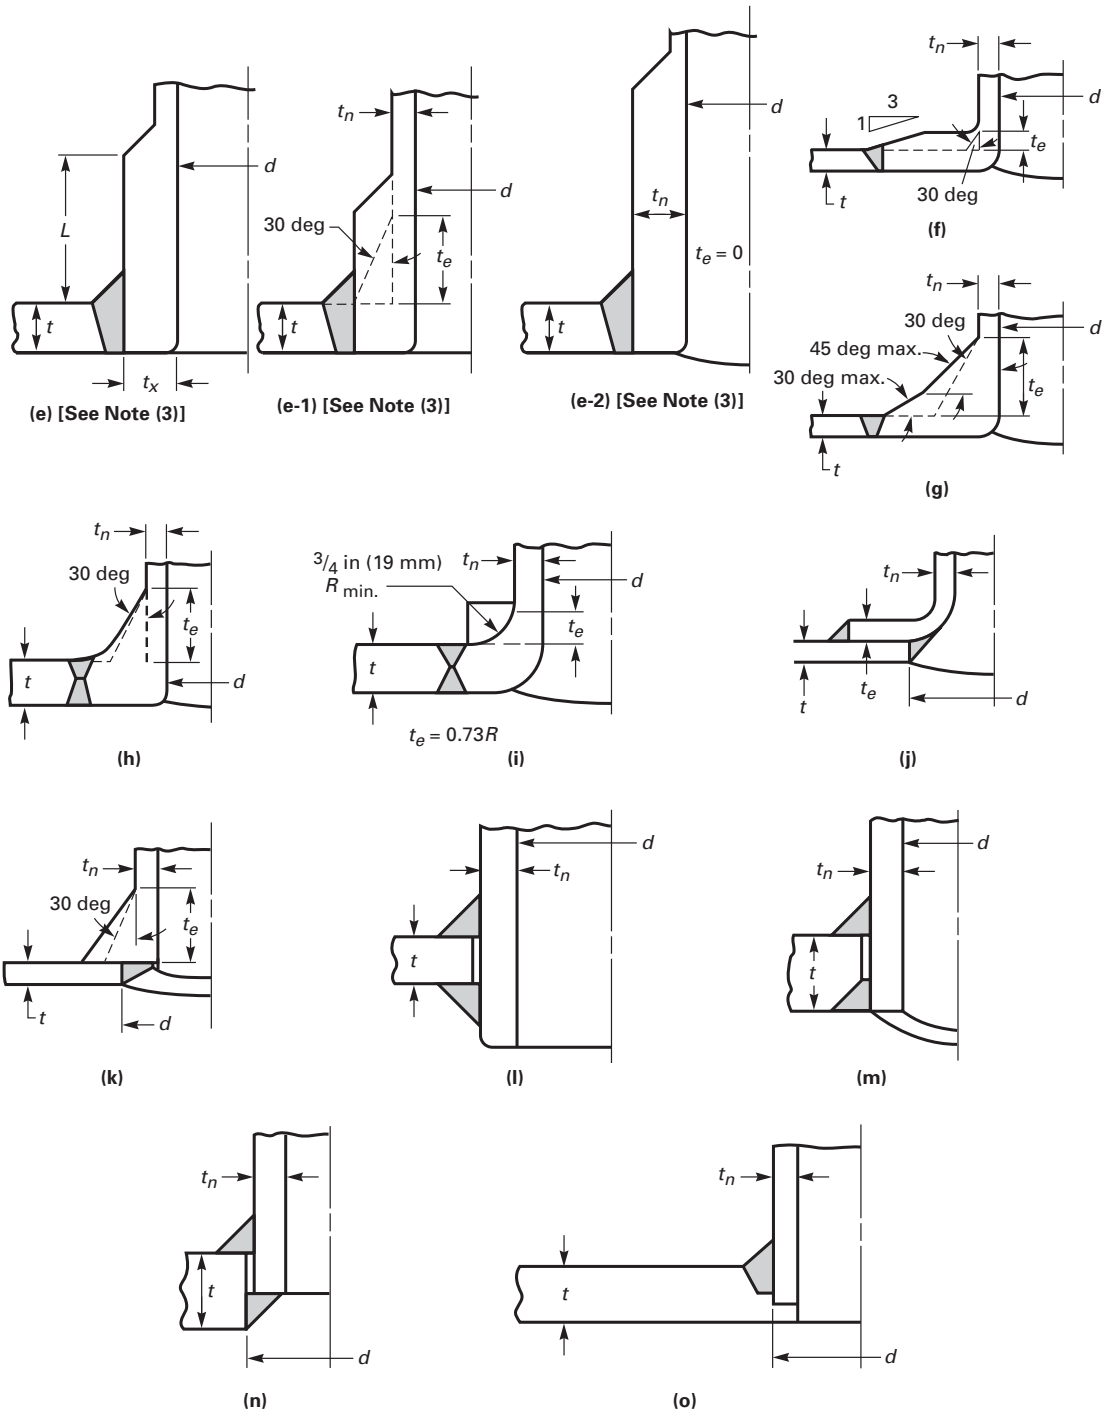 d
L
t
t_x
(e) [See Note (3)]
t_n
d
30 deg
t_e
t
(e-1) [See Note (3)]
d
t_n
t_e = 0
t
(e-2) [See Note (3)]
t_n
3
1
d
t_e
t
30 deg
(f)
t_n
30 deg
d
45 deg max.
30 deg max.
t_e
t
(g)
t_n
30 deg
t_e
t
d
(h)
3/4 in (19 mm)
R min.
t_n
d
t_e
t
t_e = 0.73R
(i)
t_n
t_e
t
d
(j)
t_n
30 deg
t_e
t
d
(k)
d
t_n
t
(l)
d
t_n
t
(m)
t_n
t
d
(n)
t_n
t
d
(o)